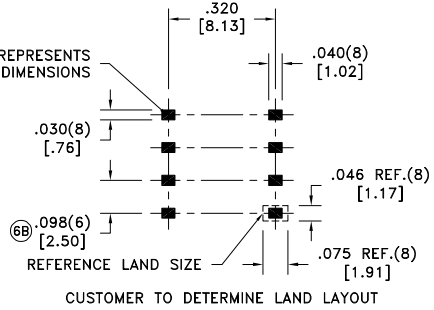 .320
[8.13]
REPRESENTS
DIMENSIONS
.040(8)
[1.02]
.030(8)
[.76]
.046 REF.(8)
[1.17]
6B
.098(6)
[2.50]
REFERENCE LAND SIZE
.075 REF.(8)
[1.91]
CUSTOMER TO DETERMINE LAND LAYOUT